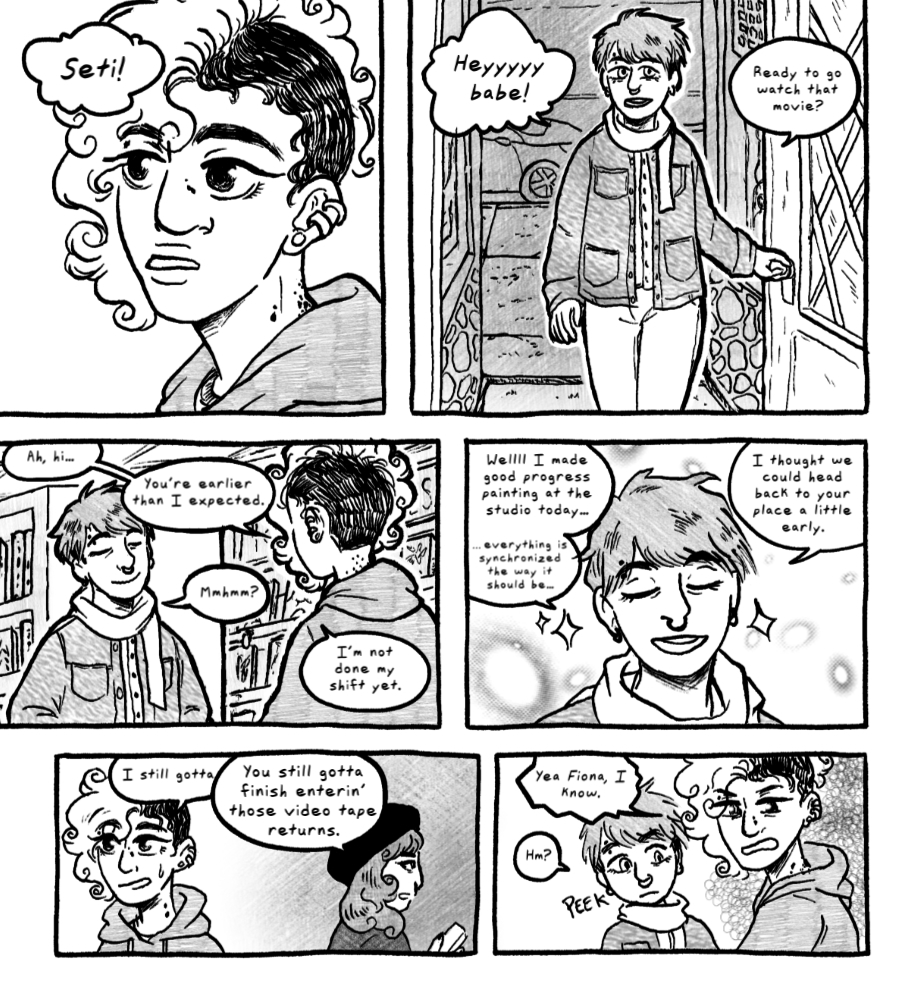 Seti!
Heyyyyy
babe!
Ready to go
watch that
movie?
Ah, hi...
You're earlier
than I expected.
Mmhmm?
I'm not
done my
shift yet.
Wellll I made
good progress
painting at the
studio today...
...everything is
synchronized
the way it
should be...
I thought we
could head
back to your
place a little
early.
I still gotta
You still gotta
finish enterin'
those video tape
returns.
Yea Fiona, I
know.
Hm?
PEEK